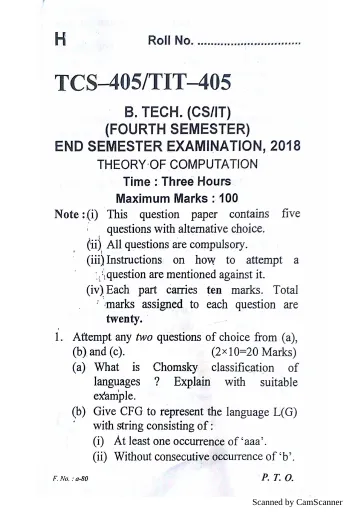 H Roll No. ................................
TCS–405/TIT–405
B. TECH. (CS/IT)
(FOURTH SEMESTER)
END SEMESTER EXAMINATION, 2018
THEORY OF COMPUTATION
Time : Three Hours
Maximum Marks : 100
Note : (i) This question paper contains five
questions with alternative choice.
(ii) All questions are compulsory.
(iii) Instructions on how to attempt a
question are mentioned against it.
(iv) Each part carries ten marks. Total
marks assigned to each question are
twenty.
1. Attempt any two questions of choice from (a),
(b) and (c). (2×10=20 Marks)
(a) What is Chomsky classification of
languages ? Explain with suitable
example.
(b) Give CFG to represent the language L(G)
with string consisting of :
(i) At least one occurrence of ‘aaa’.
(ii) Without consecutive occurrence of ‘b’.
F. No. : a-80 P. T. O.
Scanned by CamScanner